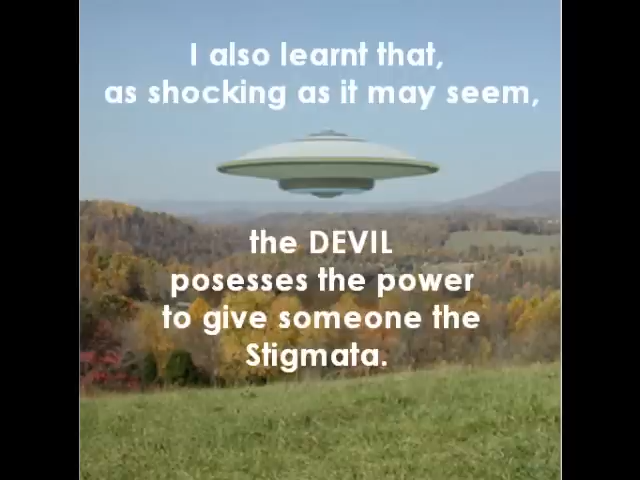 I also learnt that,
as shocking as it may seem,
the DEVIL
posesses the power
to give someone the
Stigmata.